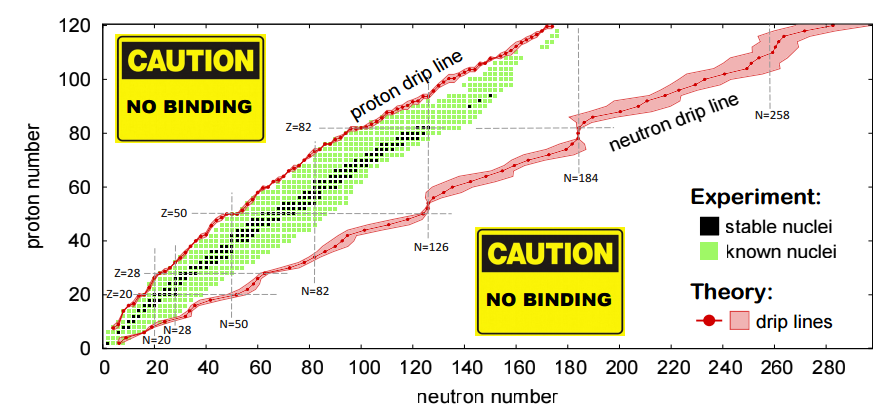 120
100
80
60
40
20
0
proton number
CAUTION
NO BINDING
proton drip line
Z=82
Z=50
Z=28
Z=20
N=20
N=28
N=50
N=82
N=126
N=184
N=258
neutron drip line
CAUTION
NO BINDING
Experiment:
stable nuclei
known nuclei
Theory:
drip lines
0 20 40 60 80 100 120 140 160 180 200 220 240 260 280
neutron number